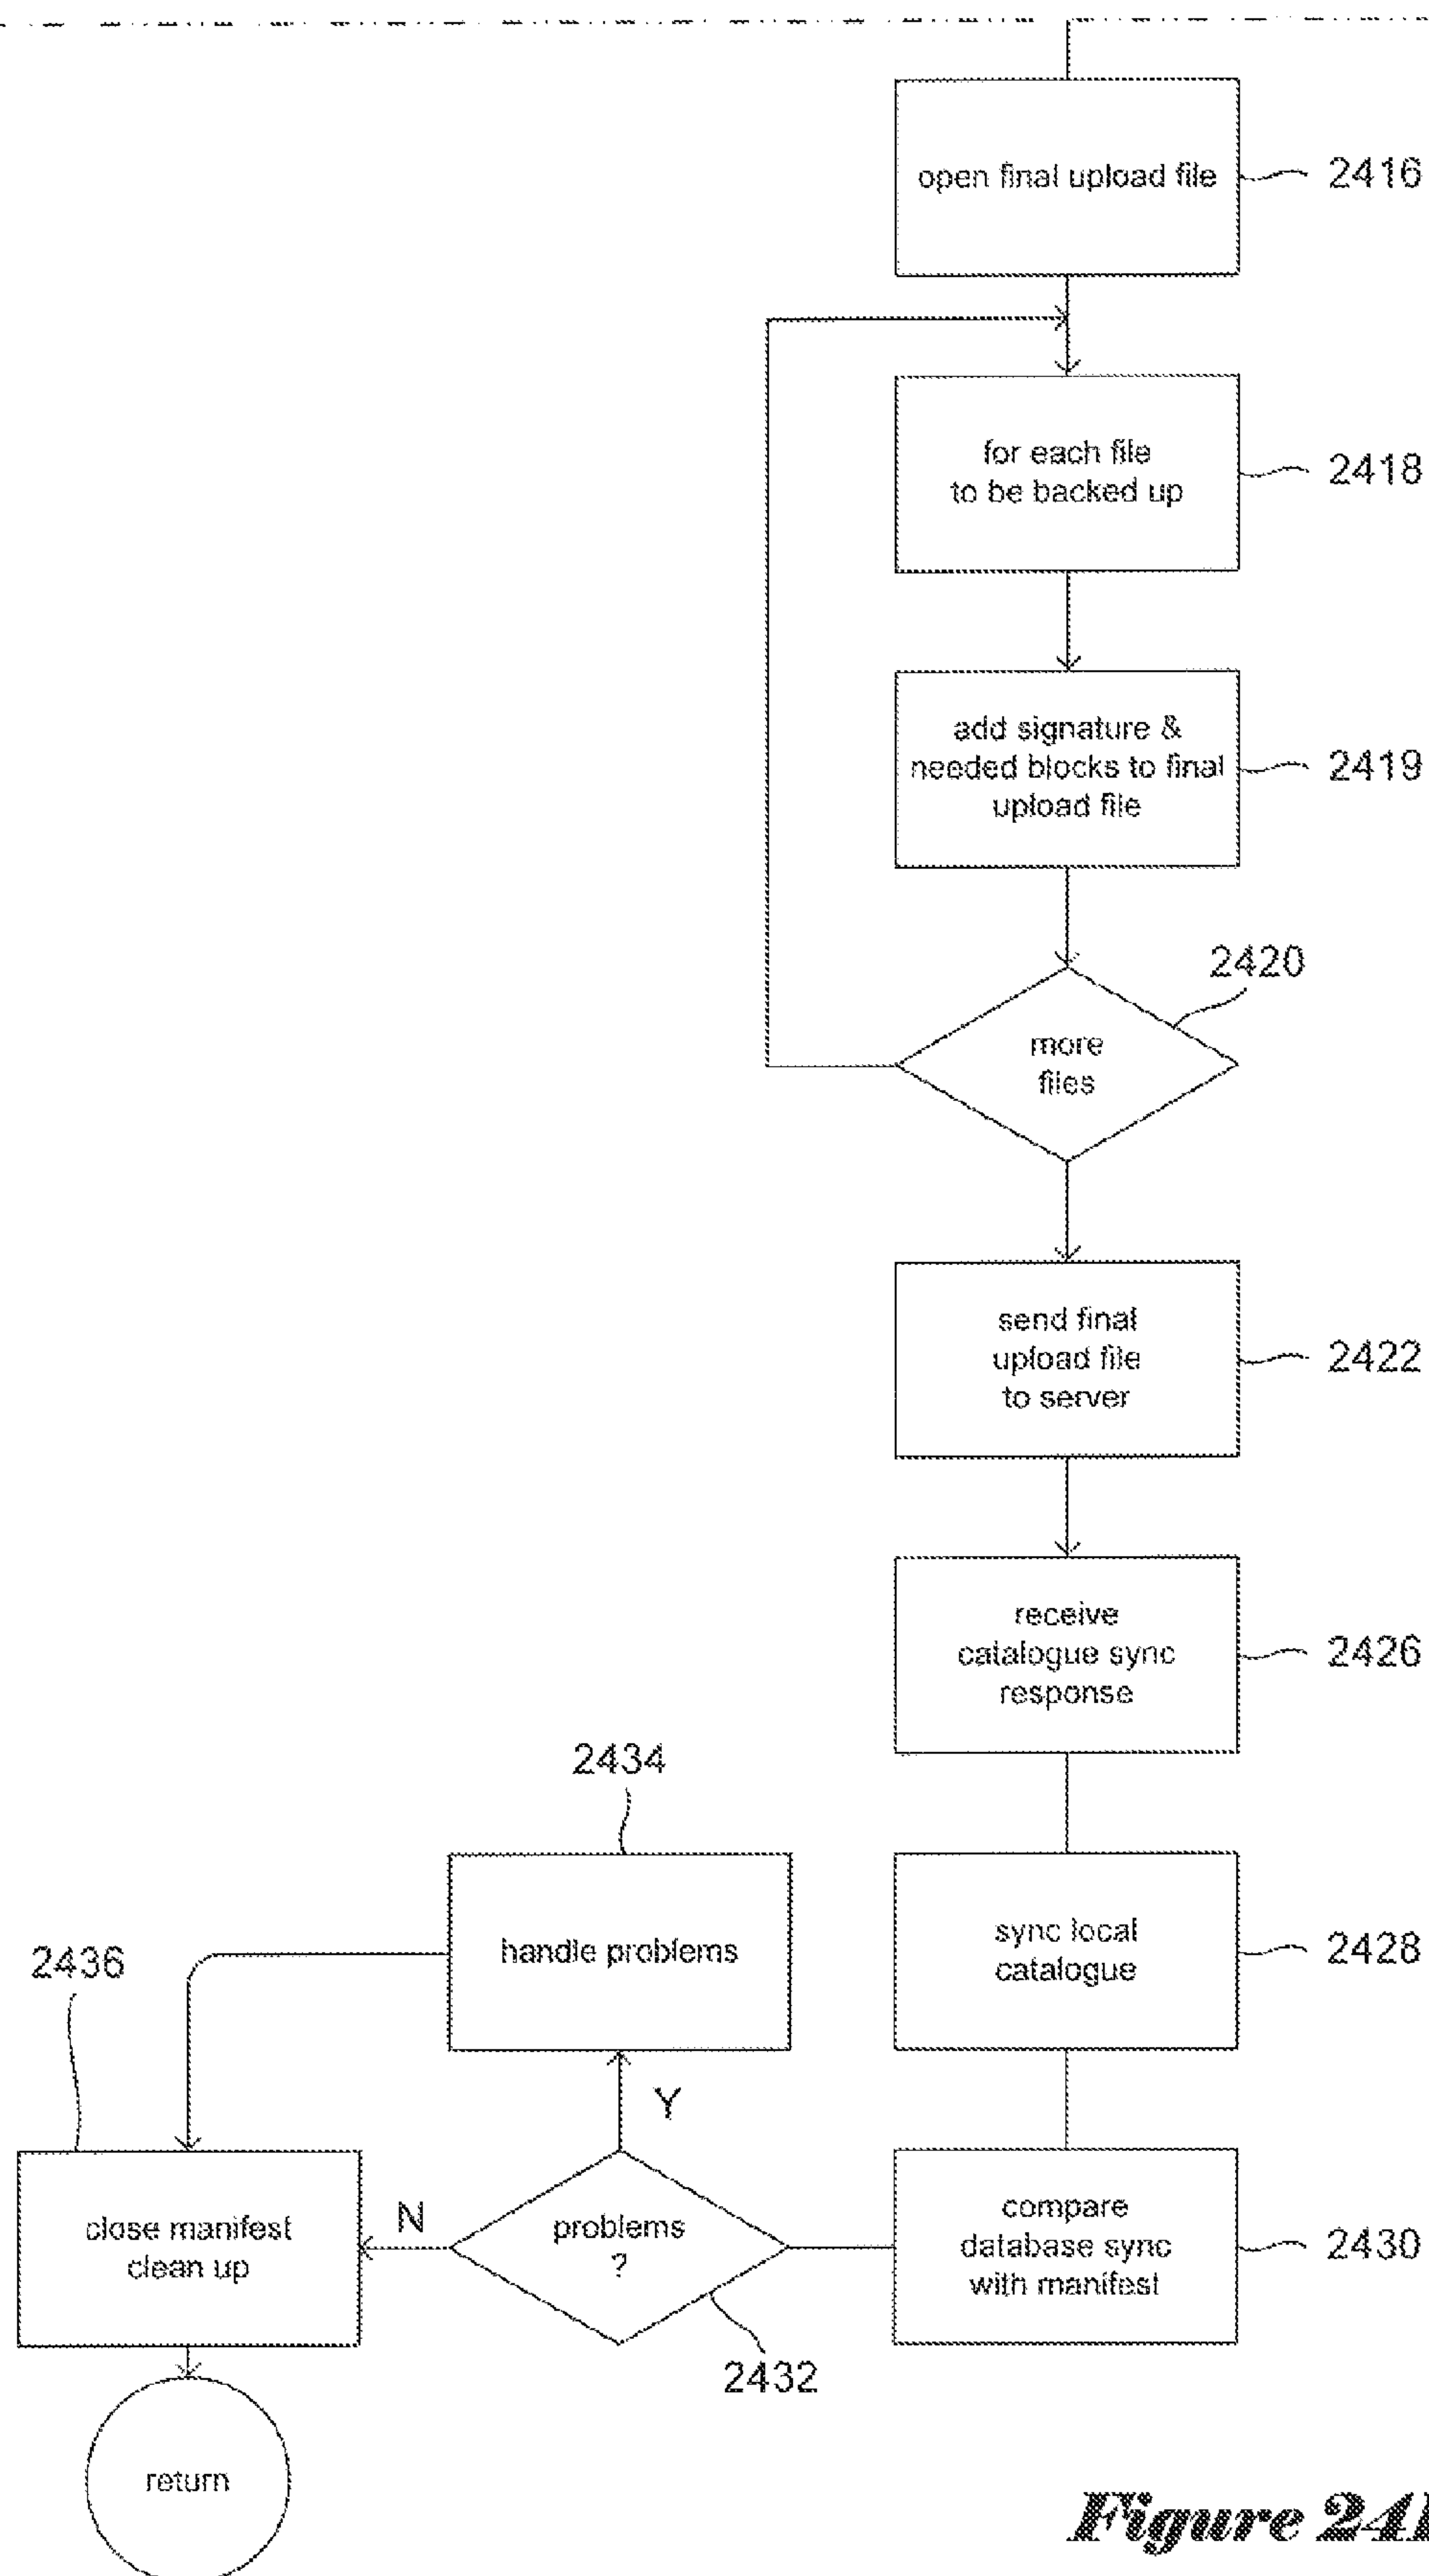 open final upload file
2416
for each file
to be backed up
2418
add signature &
needed blocks to final
upload file
2419
2420
more
files
send final
upload file
to server
2422
receive
catalogue sync
response
2426
2434
handle problems
sync local
catalogue
2428
2436
Y
N
close manifest
clean up
problems
?
compare
database sync
with manifest
2430
2432
return
Figure